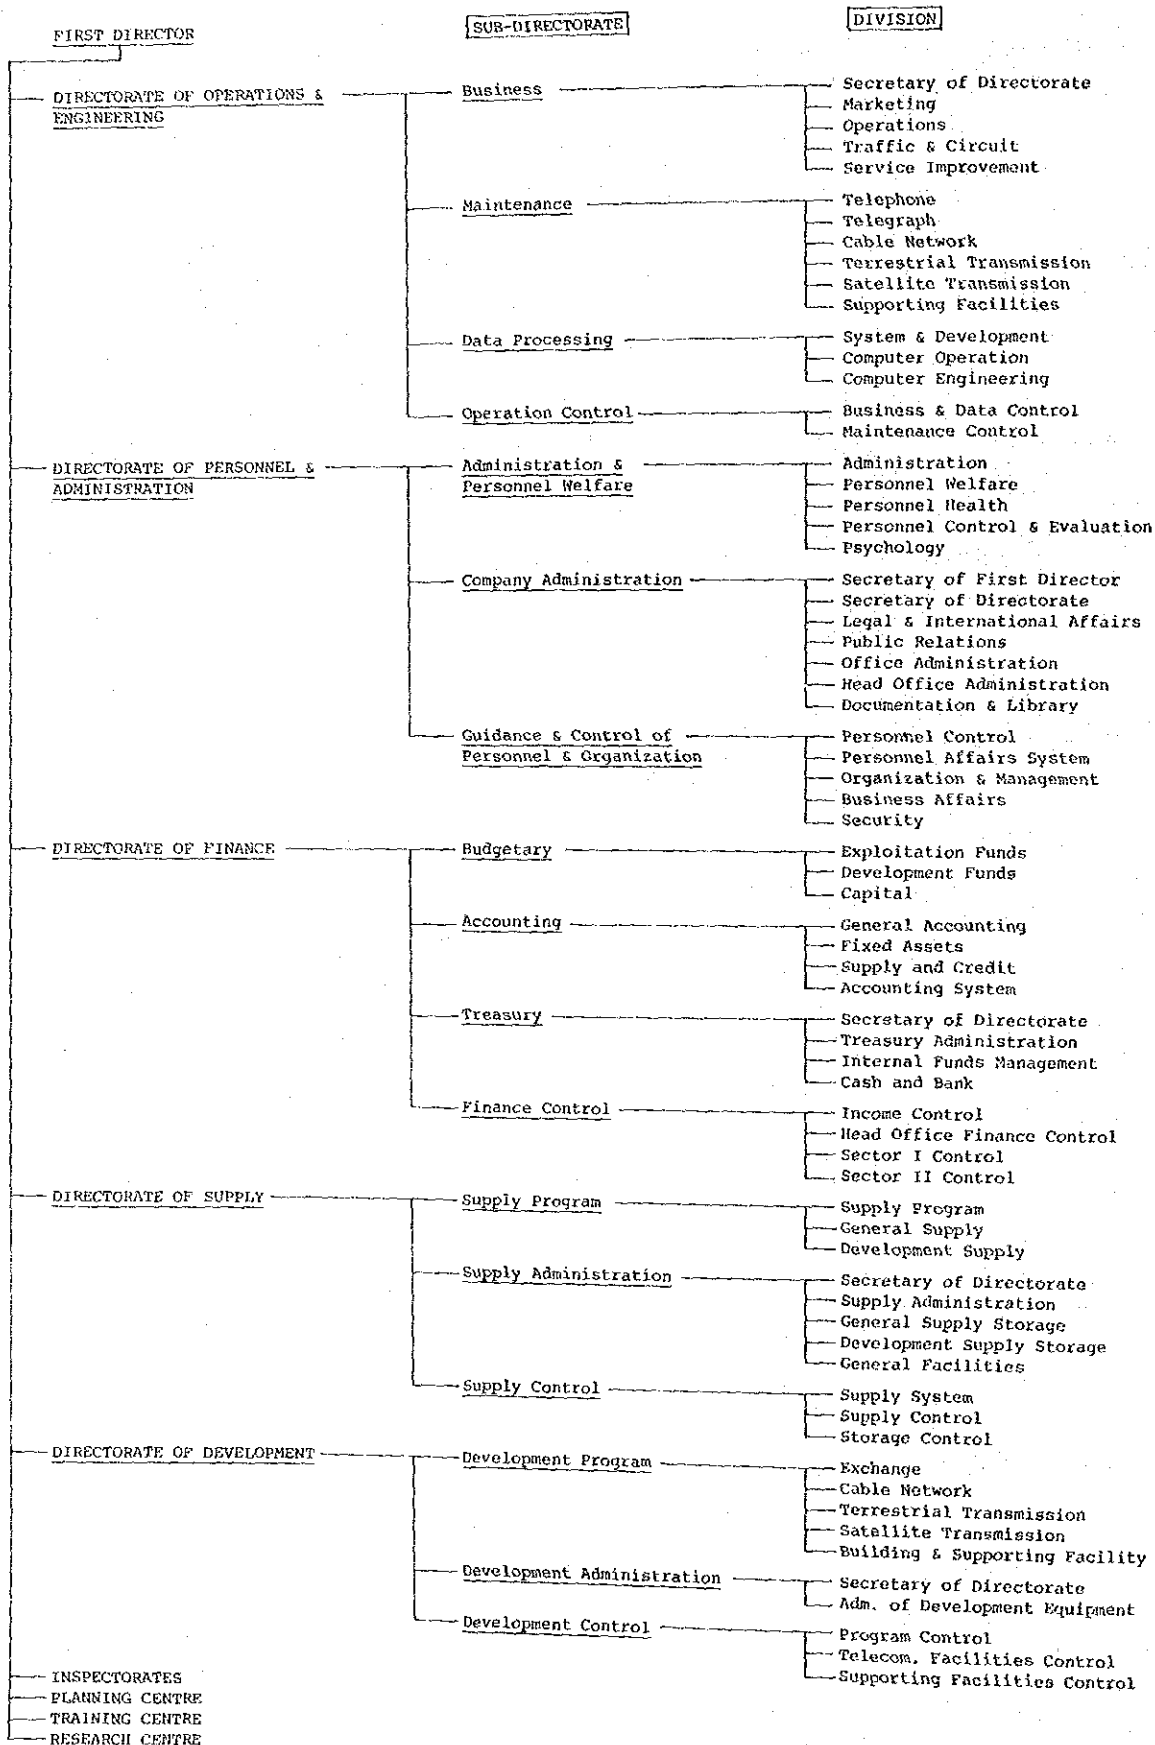 FIRST DIRECTOR
SUB-DIRECTORATE
DIVISION
DIRECTORATE OF OPERATIONS &
ENGINEERING
Business
Secretary of Directorate
Marketing
Operations
Traffic & Circuit
Service Improvement
Maintenance
Telephone
Telegraph
Cable Network
Terrestrial Transmission
Satellite Transmission
Supporting Facilities
Data Processing
System & Development
Computer Operation
Computer Engineering
Operation Control
Business & Data Control
Maintenance Control
DIRECTORATE OF PERSONNEL &
ADMINISTRATION
Administration &
Personnel Welfare
Administration
Personnel Welfare
Personnel Health
Personnel Control & Evaluation
Psychology
Company Administration
Secretary of First Director
Secretary of Directorate
Legal & International Affairs
Public Relations
Office Administration
Head Office Administration
Documentation & Library
Guidance & Control of
Personnel & Organization
Personnel Control
Personnel Affairs System
Organization & Management
Business Affairs
Security
DIRECTORATE OF FINANCE
Budgetary
Exploitation Funds
Development Funds
Capital
Accounting
General Accounting
Fixed Assets
Supply and Credit
Accounting System
Treasury
Secretary of Directorate
Treasury Administration
Internal Funds Management
Cash and Bank
Finance Control
Income Control
Head Office Finance Control
Sector I Control
Sector II Control
DIRECTORATE OF SUPPLY
Supply Program
Supply Program
General Supply
Development Supply
Supply Administration
Secretary of Directorate
Supply Administration
General Supply Storage
Development Supply Storage
General Facilities
Supply Control
Supply System
Supply Control
Storage Control
DIRECTORATE OF DEVELOPMENT
Development Program
Exchange
Cable Network
Terrestrial Transmission
Satellite Transmission
Building & Supporting Facility
Development Administration
Secretary of Directorate
Adm. of Development Equipment
Development Control
Program Control
Telecom. Facilities Control
Supporting Facilities Control
INSPECTORATES
PLANNING CENTRE
TRAINING CENTRE
RESEARCH CENTRE